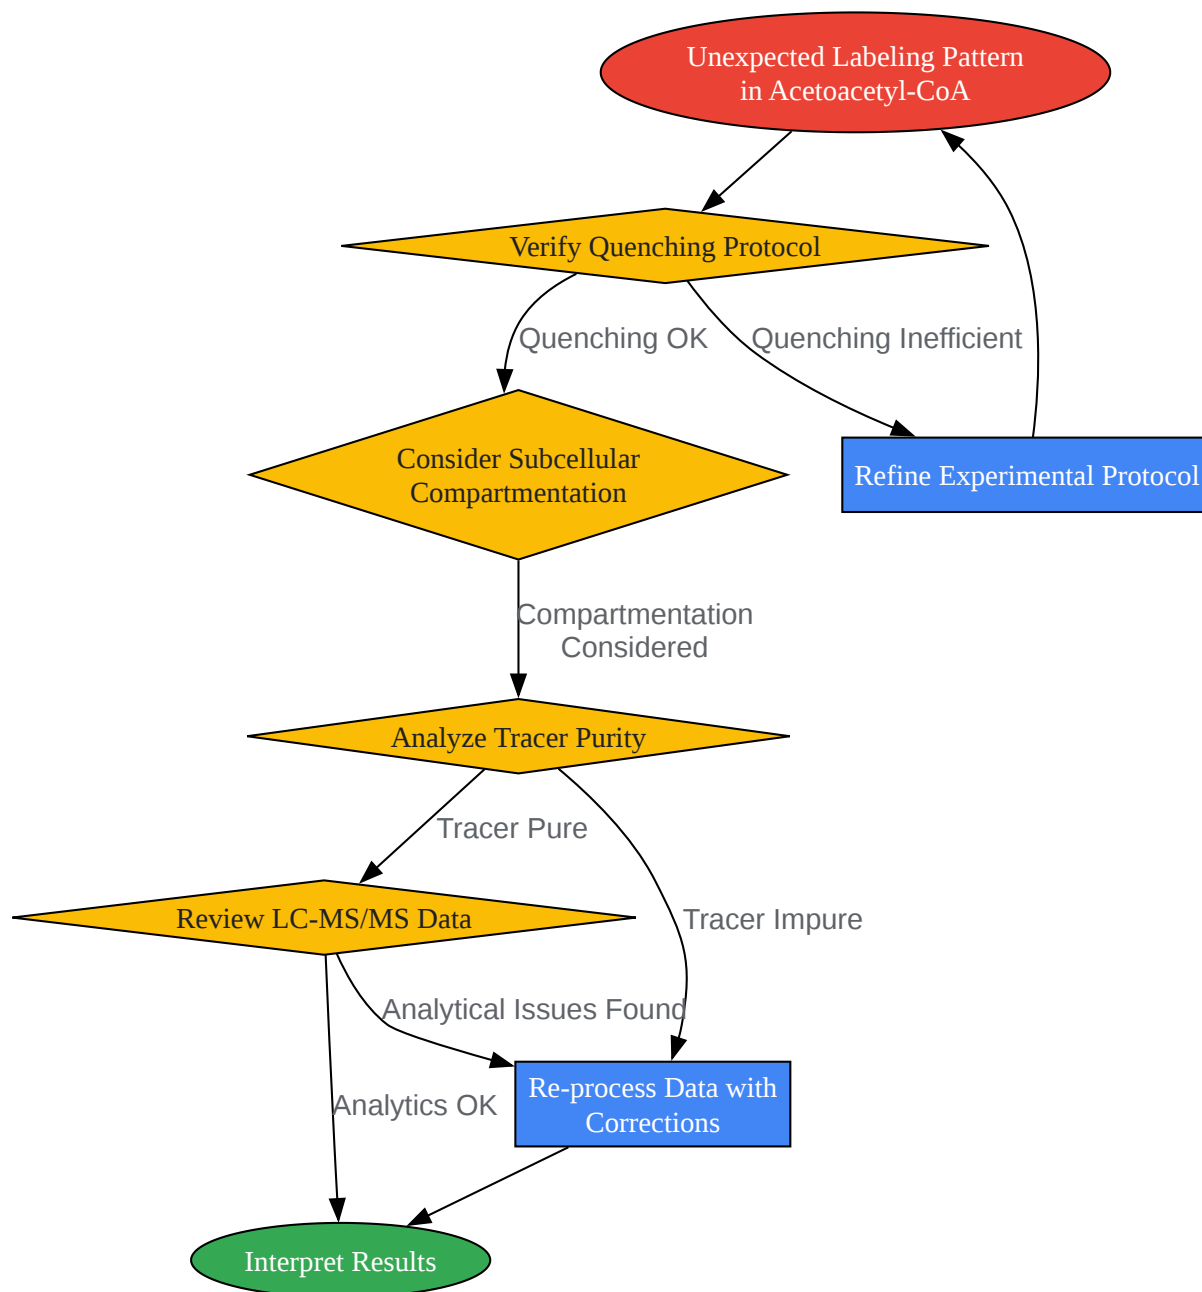 Unexpected Labeling Pattern
in Acetoacetyl-CoA
Verify Quenching Protocol
Quenching OK
Quenching Inefficient
Consider Subcellular
Compartmentation
Refine Experimental Protocol
Compartmentation
Considered
Analyze Tracer Purity
Tracer Pure
Review LC-MS/MS Data
Tracer Impure
Analytical Issues Found
Re-process Data with
Corrections
Analytics OK
Interpret Results